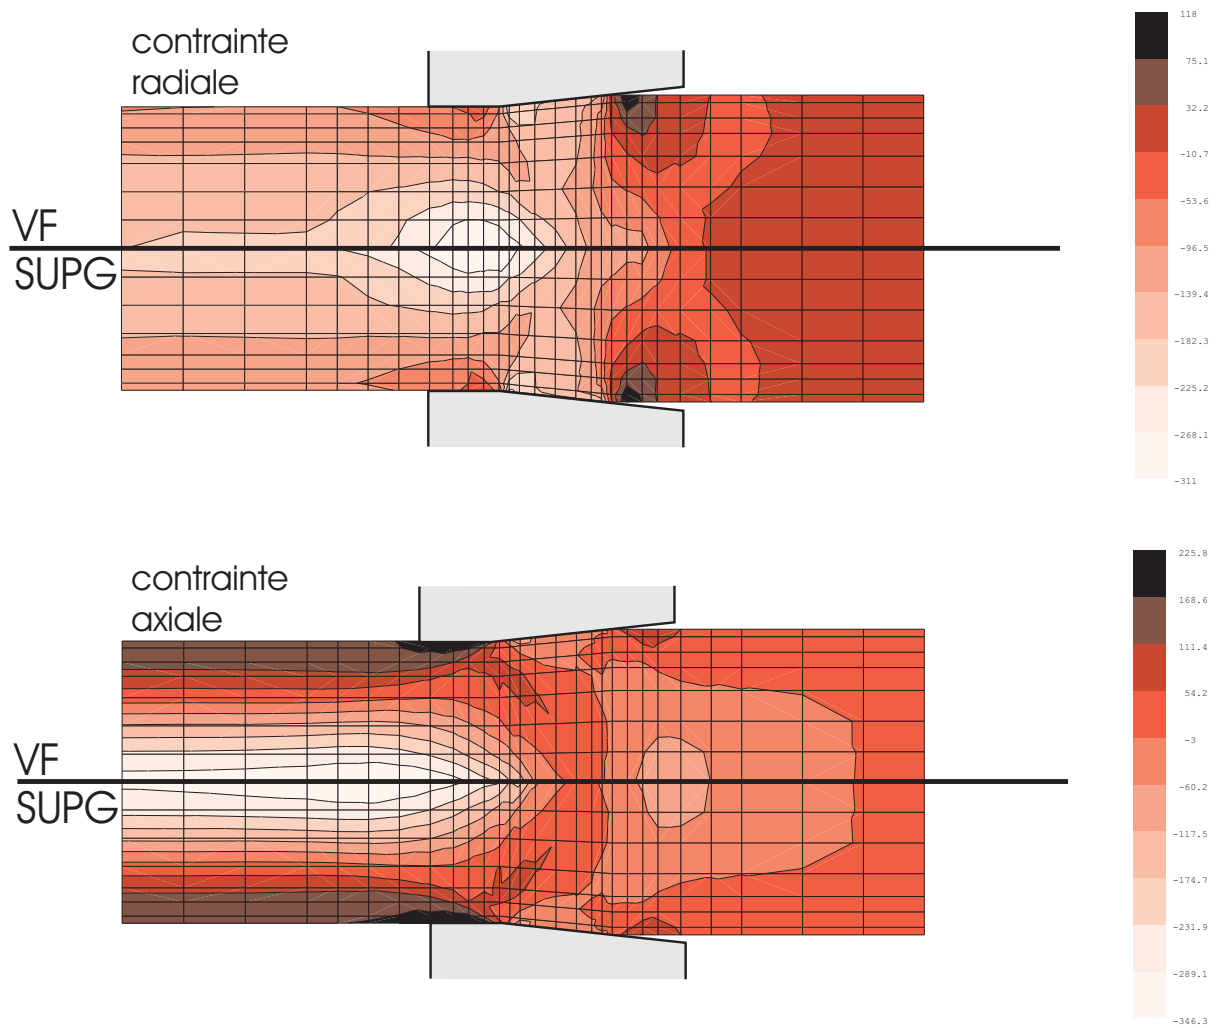 contrainte
radiale
VF
SUPG
118
75.1
32.2
-10.7
-53.6
-96.5
-139.4
-182.3
-225.2
-268.1
-311
contrainte
axiale
VF
SUPG
225.8
168.6
111.4
54.2
-3
-60.2
-117.5
-174.7
-231.9
-289.1
-346.3